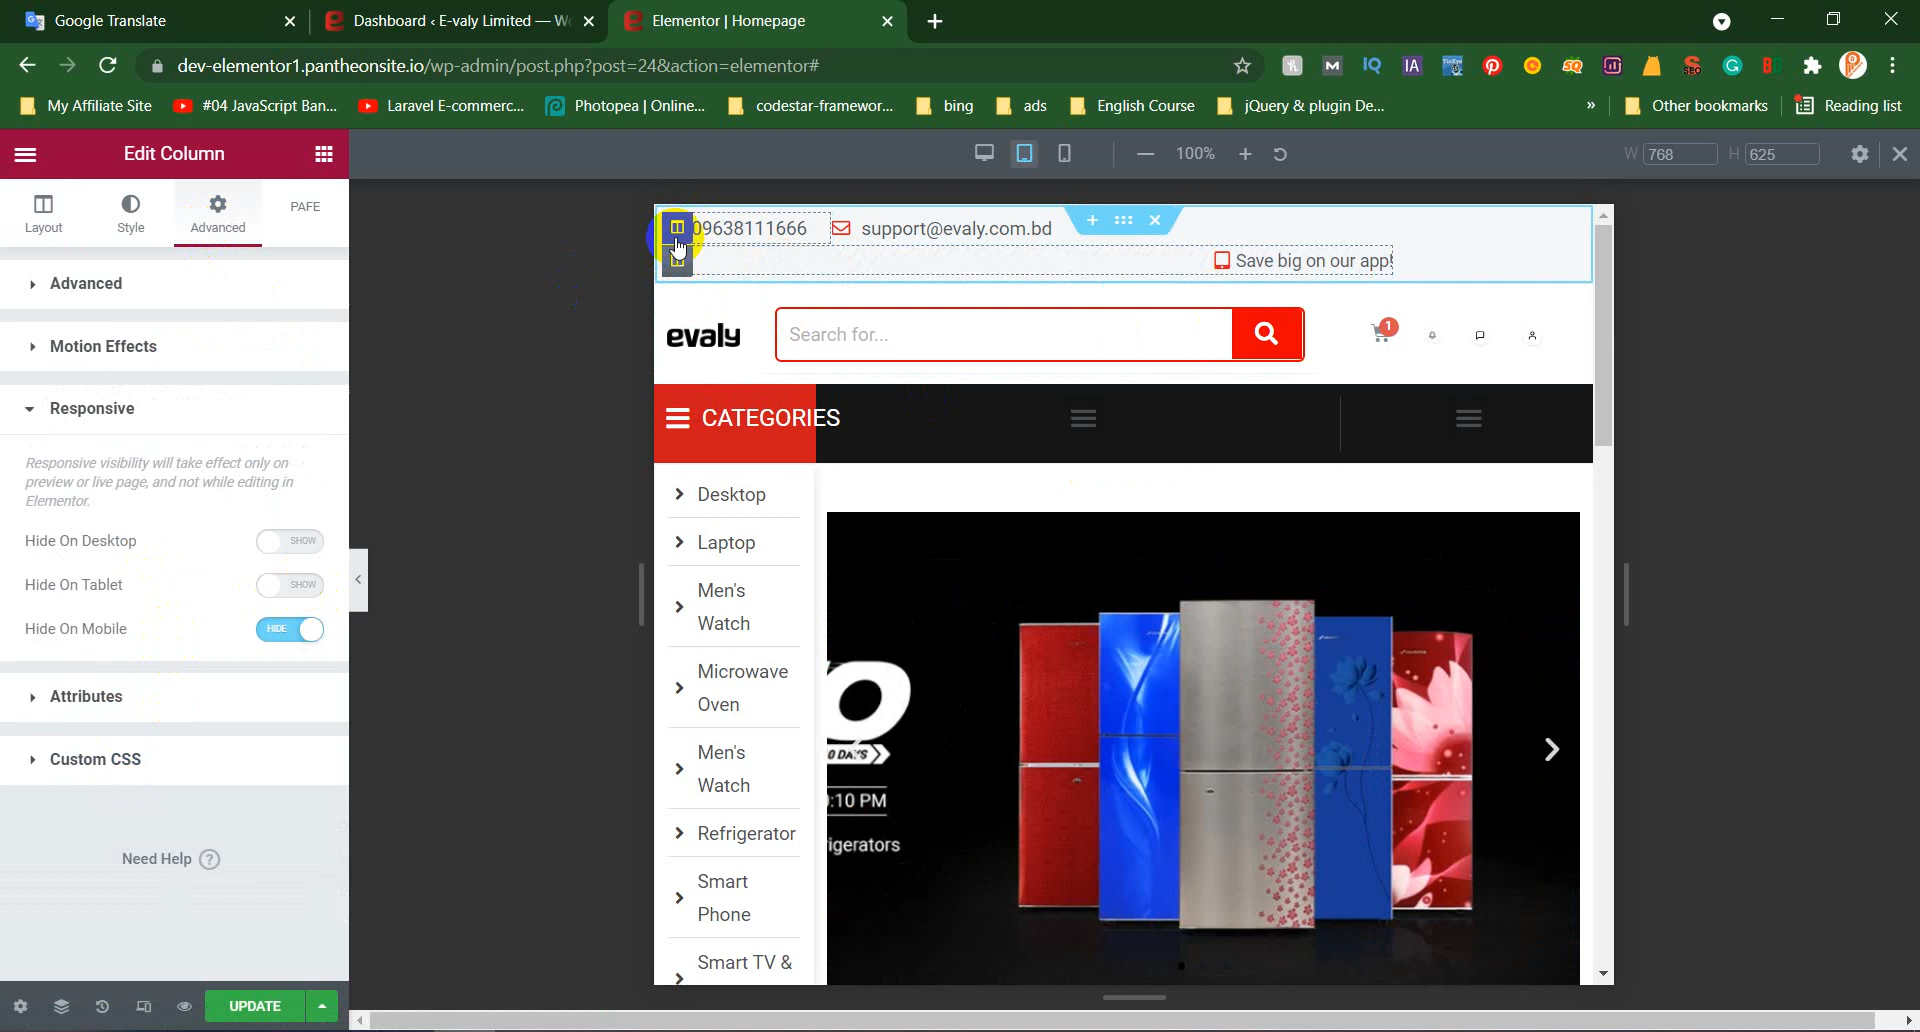 Google Translate
Dashboard ‹ E-valy Limited — W
Elementor | Homepage
dev-elementor1.pantheonsite.io/wp-admin/post.php?post=24&action=elementor#
My Affiliate Site
#04 JavaScript Ban...
Laravel E-commerc...
Photopea | Online...
codestar-framewor...
bing
ads
English Course
jQuery & plugin De...
»
Other bookmarks
Reading list
Edit Column
100%
W 768
H 625
Layout
Style
Advanced
PAFE
09638111666
support@evaly.com.bd
Save big on our app!
Advanced
Motion Effects
Responsive
Responsive visibility will take effect only on
preview or live page, and not while editing in
Elementor.
Hide On Desktop
SHOW
Hide On Tablet
SHOW
Hide On Mobile
HIDE
Attributes
Custom CSS
Need Help ?
UPDATE
evaly
Search for...
1
CATEGORIES
Desktop
Laptop
Men's
Watch
Microwave
Oven
Men's
Watch
Refrigerator
Smart
Phone
Smart TV &
0 DAYS
:10 PM
igerators